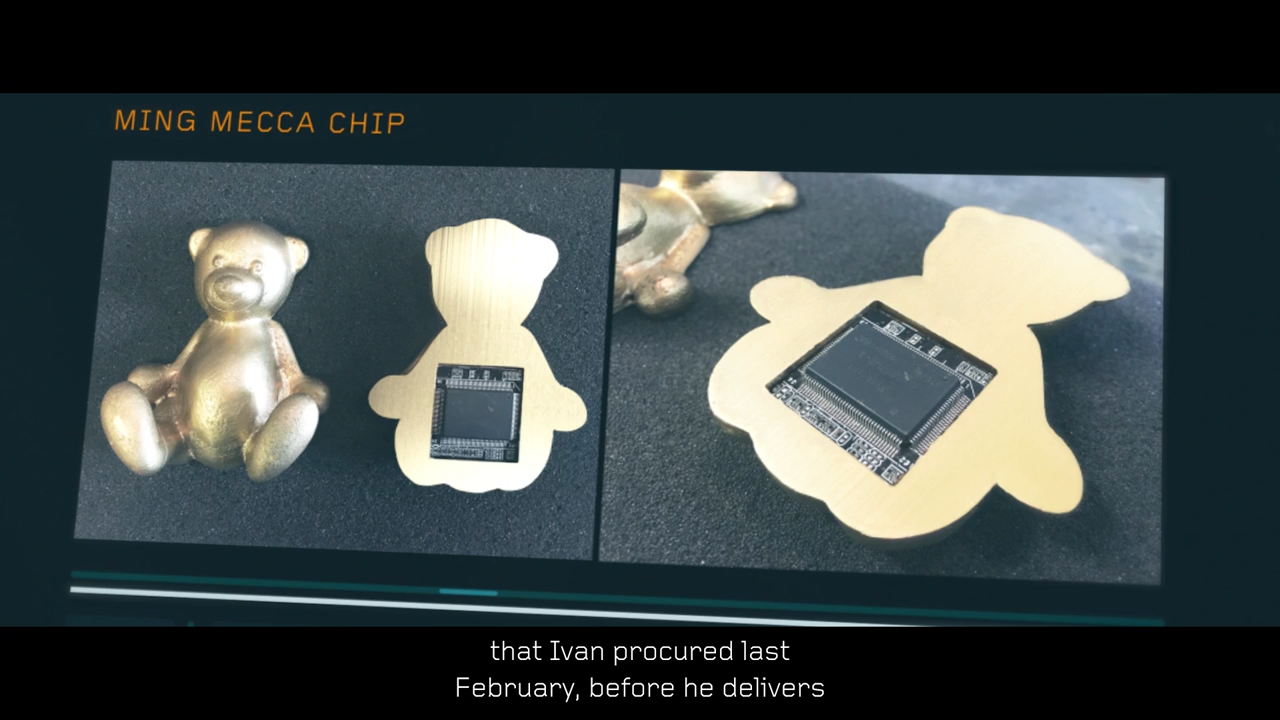 MING MECCA CHIP
that Ivan procured last
February, before he delivers